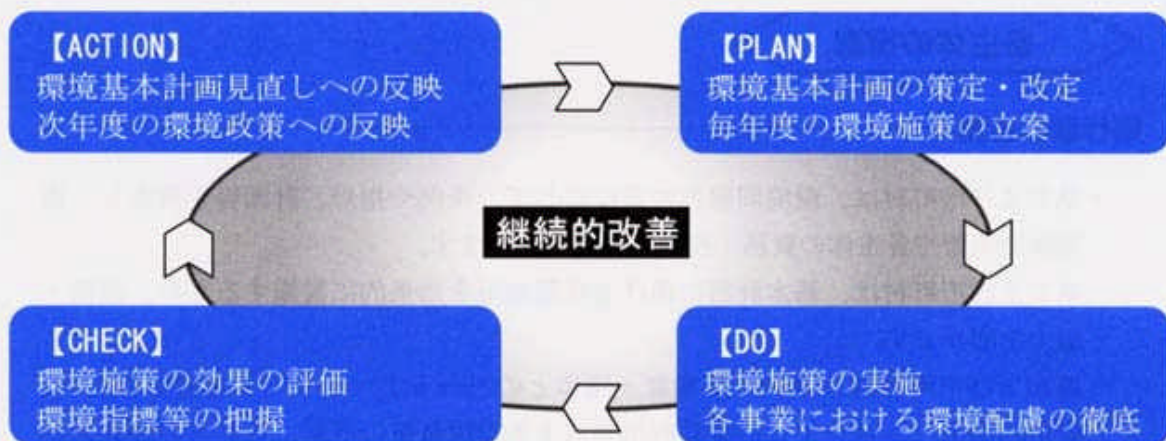 【ACTION】
環境基本計画見直しへの反映
次年度の環境政策への反映
【PLAN】
環境基本計画の策定・改定
毎年度の環境施策の立案
継続的改善
【CHECK】
環境施策の効果の評価
環境指標等の把握
【DO】
環境施策の実施
各事業における環境配慮の徹底